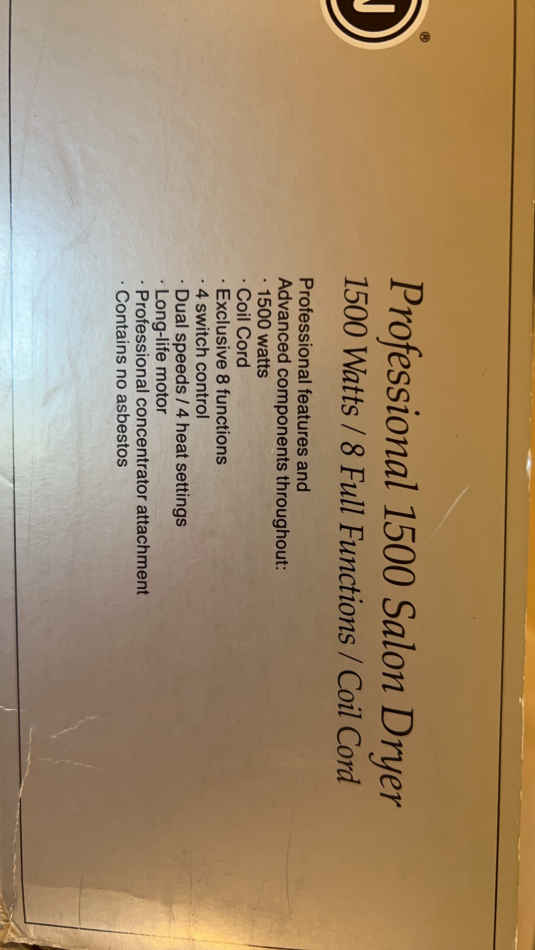 ®
Professional 1500 Salon Dryer
1500 Watts / 8 Full Functions / Coil Cord
Professional features and
Advanced components throughout:
· 1500 watts
· Coil Cord
· Exclusive 8 functions
· 4 switch control
· Dual speeds / 4 heat settings
· Long-life motor
· Professional concentrator attachment
· Contains no asbestos